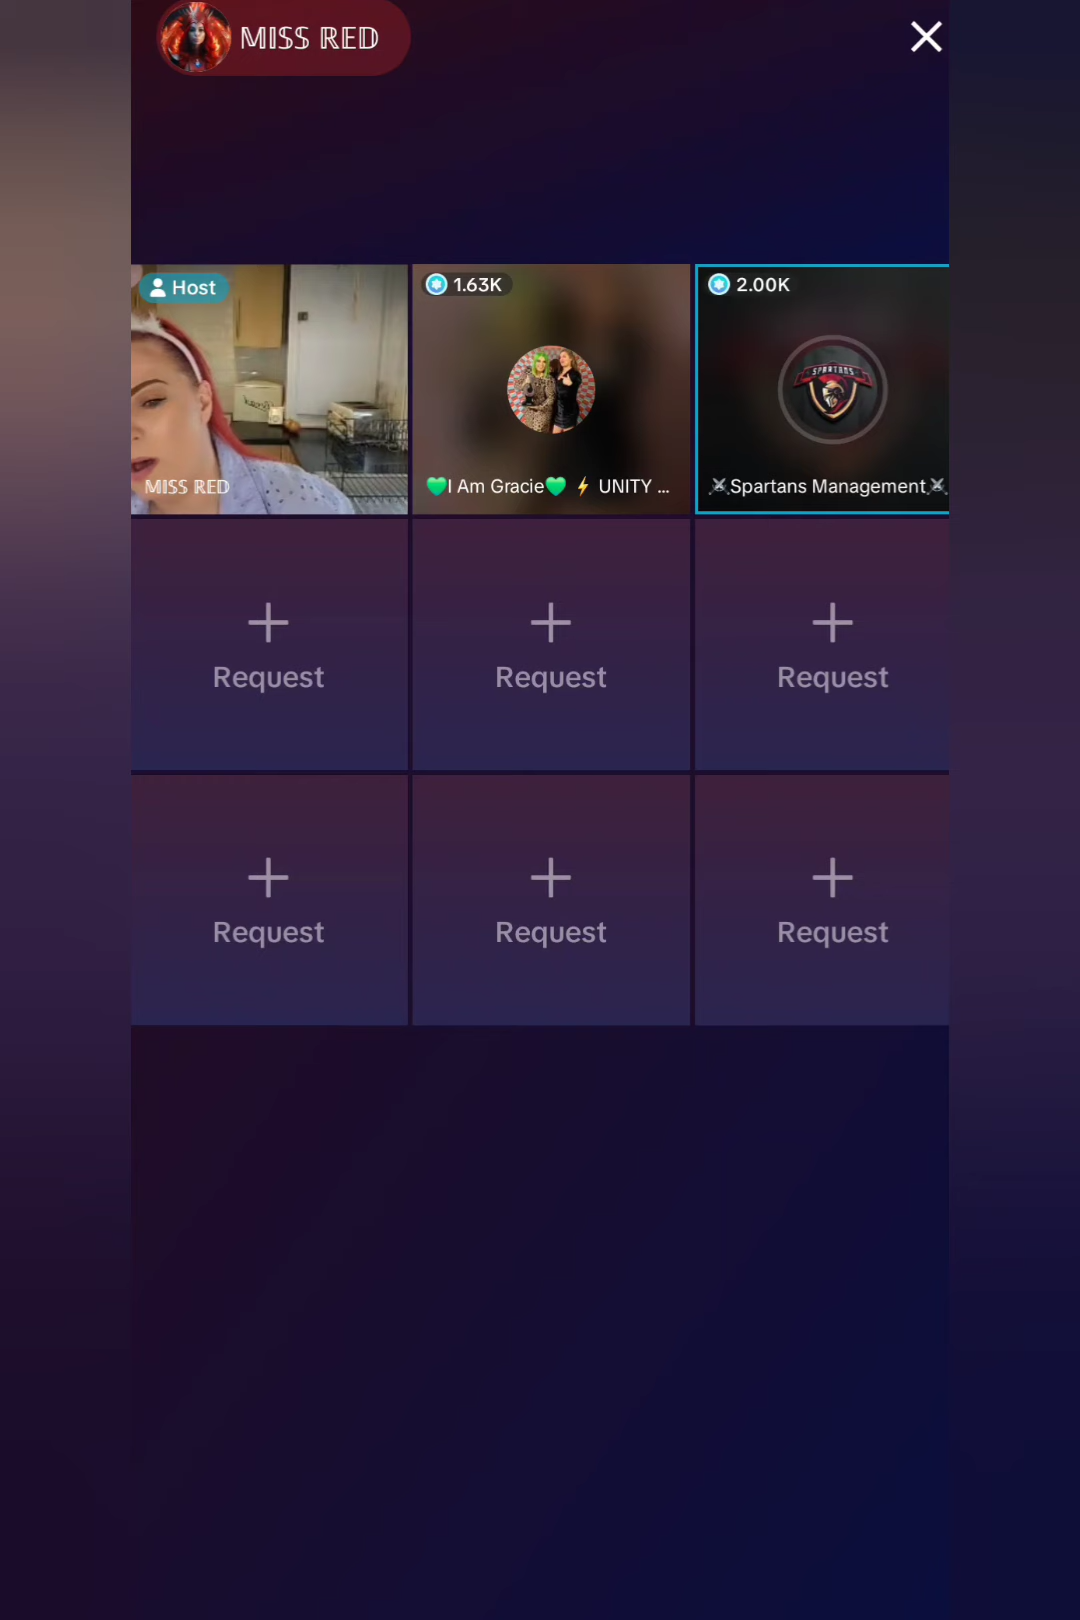 MISS RED
Host
1.63K
2.00K
SPARTANS
MISS RED
💚I Am Gracie💚 ⚡ UNITY ...
⚔Spartans Management⚔
Request
Request
Request
Request
Request
Request